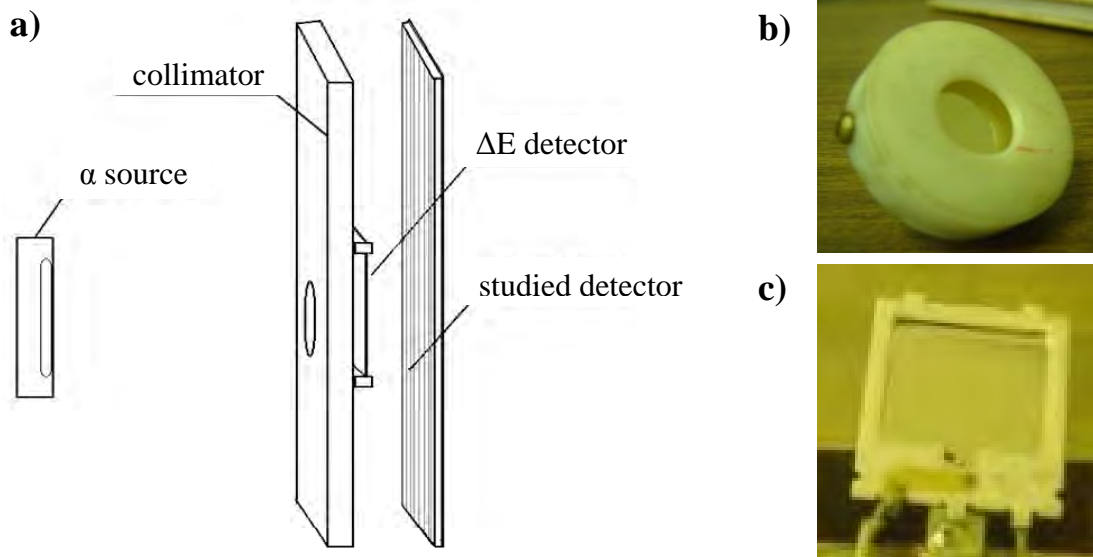 a)
collimator
ΔE detector
α source
studied detector
b)
c)